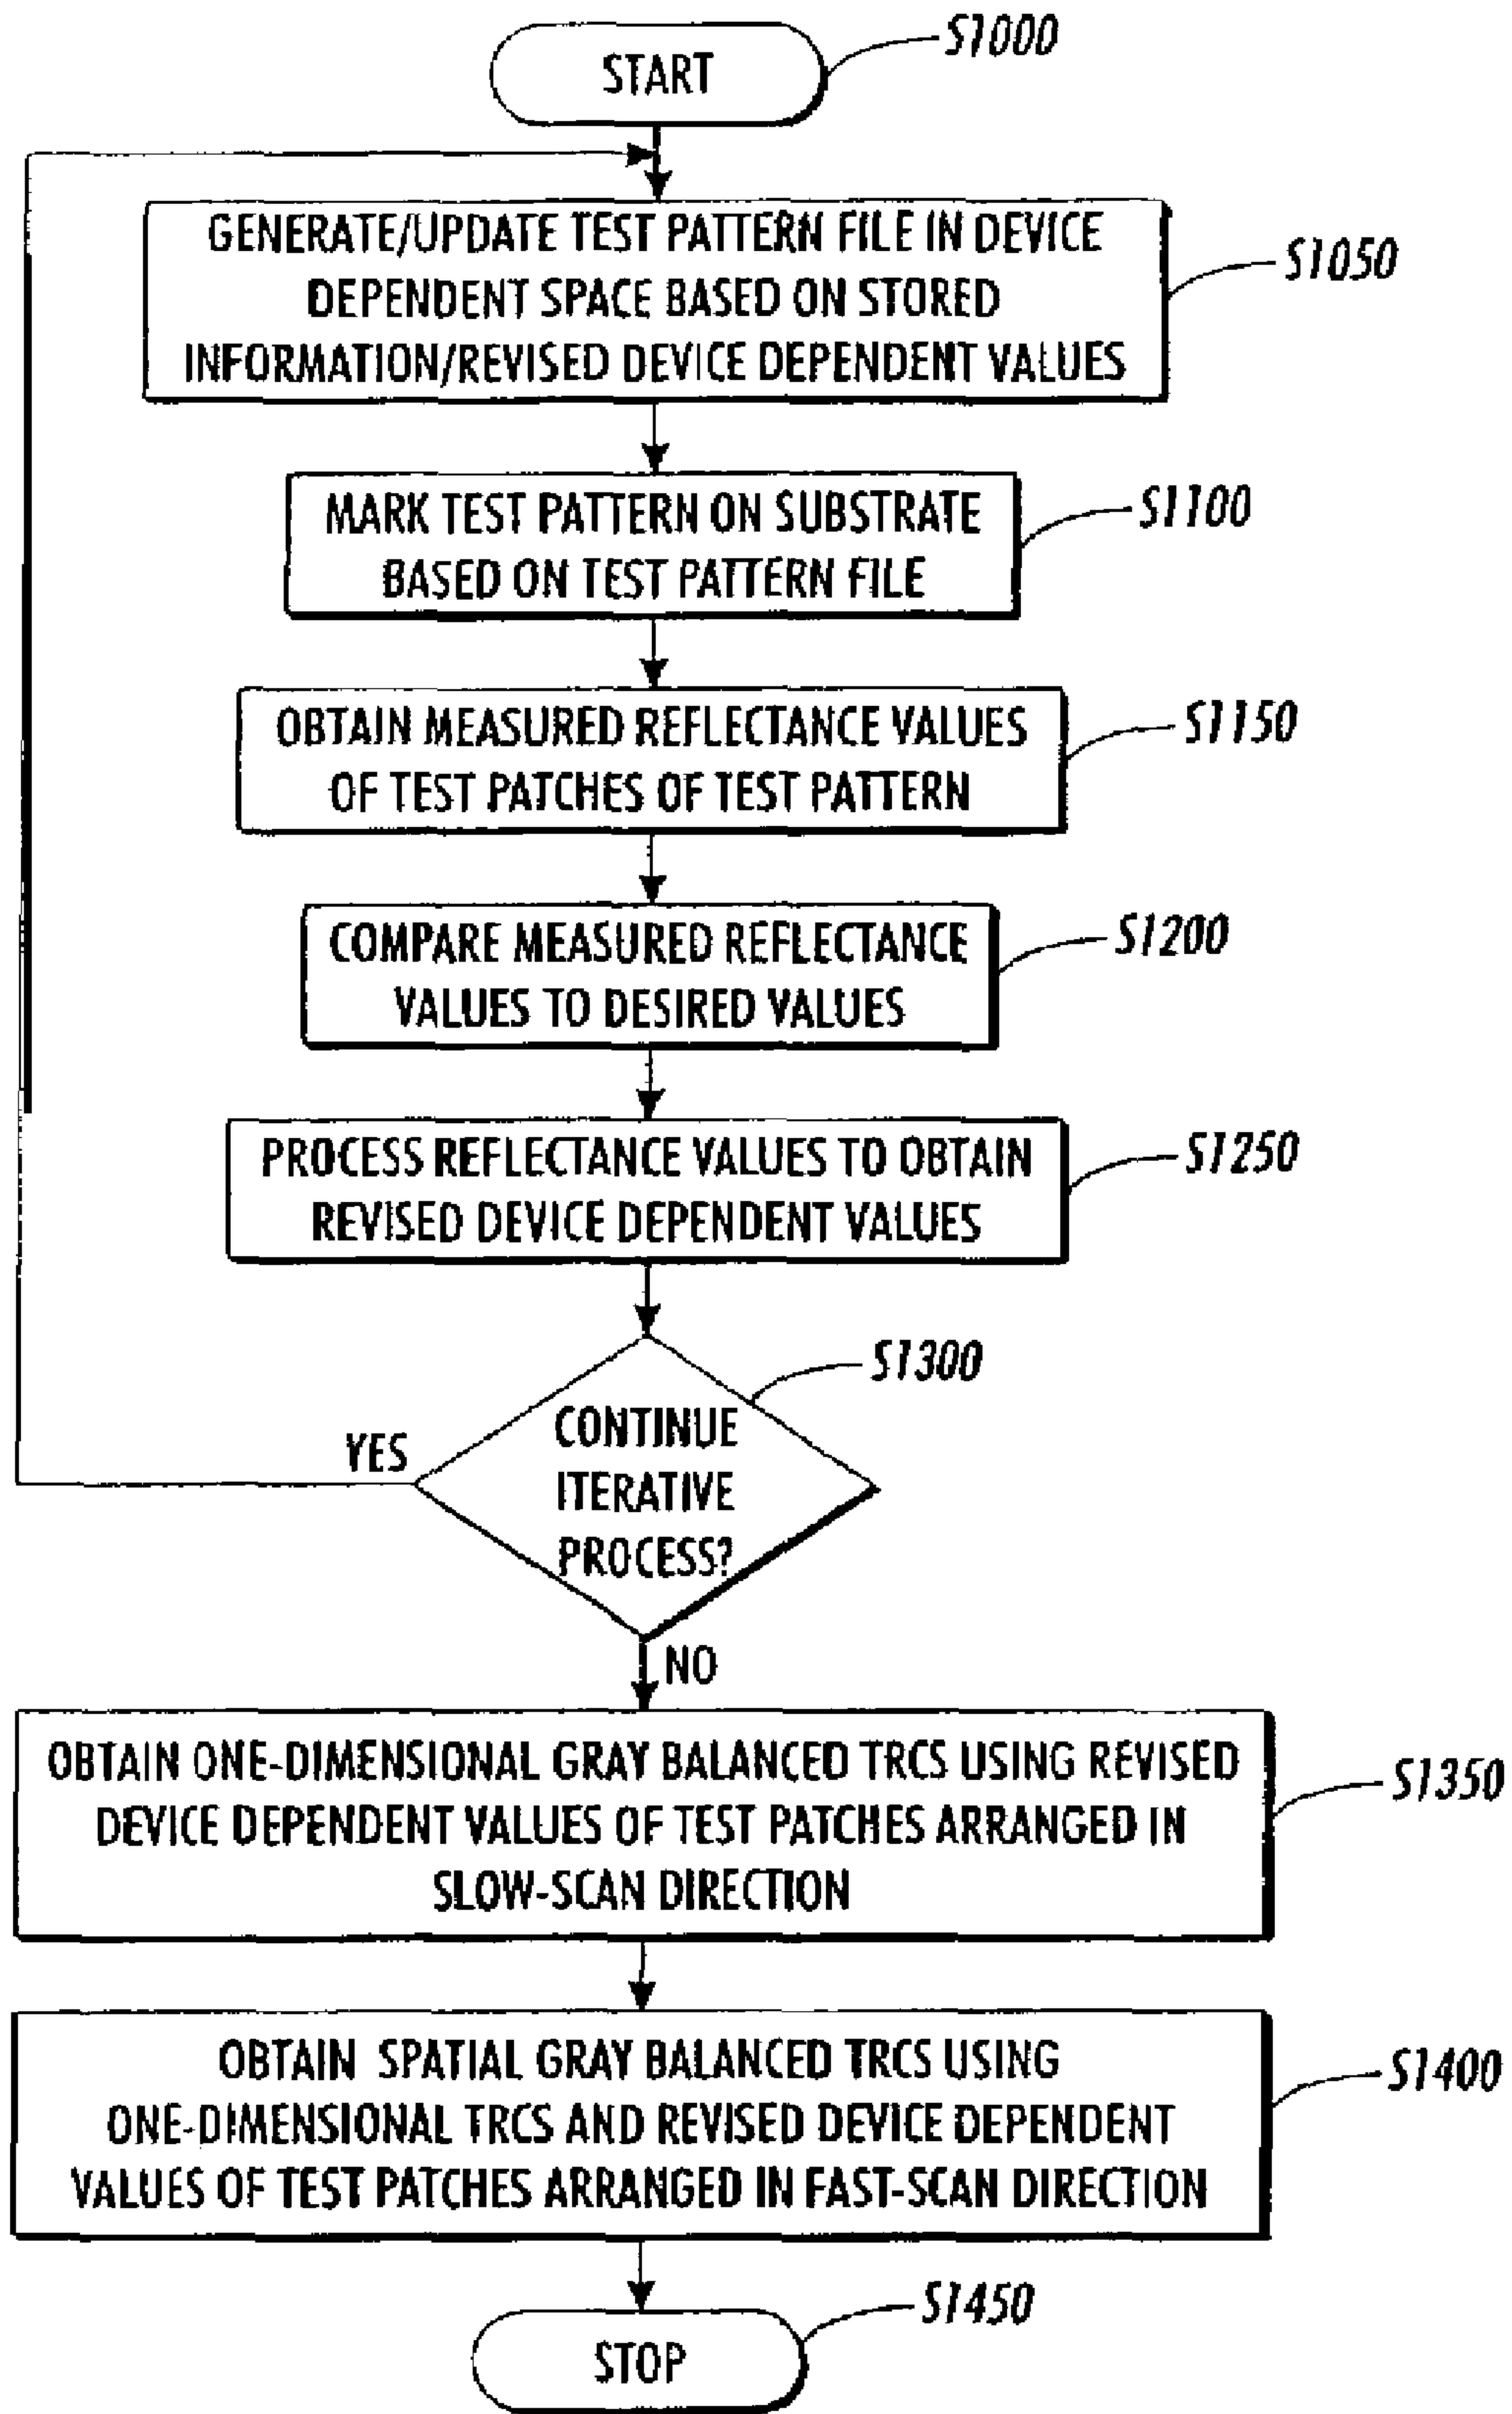 START
S1000
GENERATE/UPDATE TEST PATTERN FILE IN DEVICE
DEPENDENT SPACE BASED ON STORED
INFORMATION/REVISED DEVICE DEPENDENT VALUES
S1050
MARK TEST PATTERN ON SUBSTRATE
BASED ON TEST PATTERN FILE
S1100
OBTAIN MEASURED REFLECTANCE VALUES
OF TEST PATCHES OF TEST PATTERN
S1150
COMPARE MEASURED REFLECTANCE
VALUES TO DESIRED VALUES
S1200
PROCESS REFLECTANCE VALUES TO OBTAIN
REVISED DEVICE DEPENDENT VALUES
S1250
CONTINUE
ITERATIVE
PROCESS?
S1300
YES
NO
OBTAIN ONE-DIMENSIONAL GRAY BALANCED TRCS USING REVISED
DEVICE DEPENDENT VALUES OF TEST PATCHES ARRANGED IN
SLOW-SCAN DIRECTION
S1350
OBTAIN SPATIAL GRAY BALANCED TRCS USING
ONE-DIMENSIONAL TRCS AND REVISED DEVICE DEPENDENT
VALUES OF TEST PATCHES ARRANGED IN FAST-SCAN DIRECTION
S1400
STOP
S1450